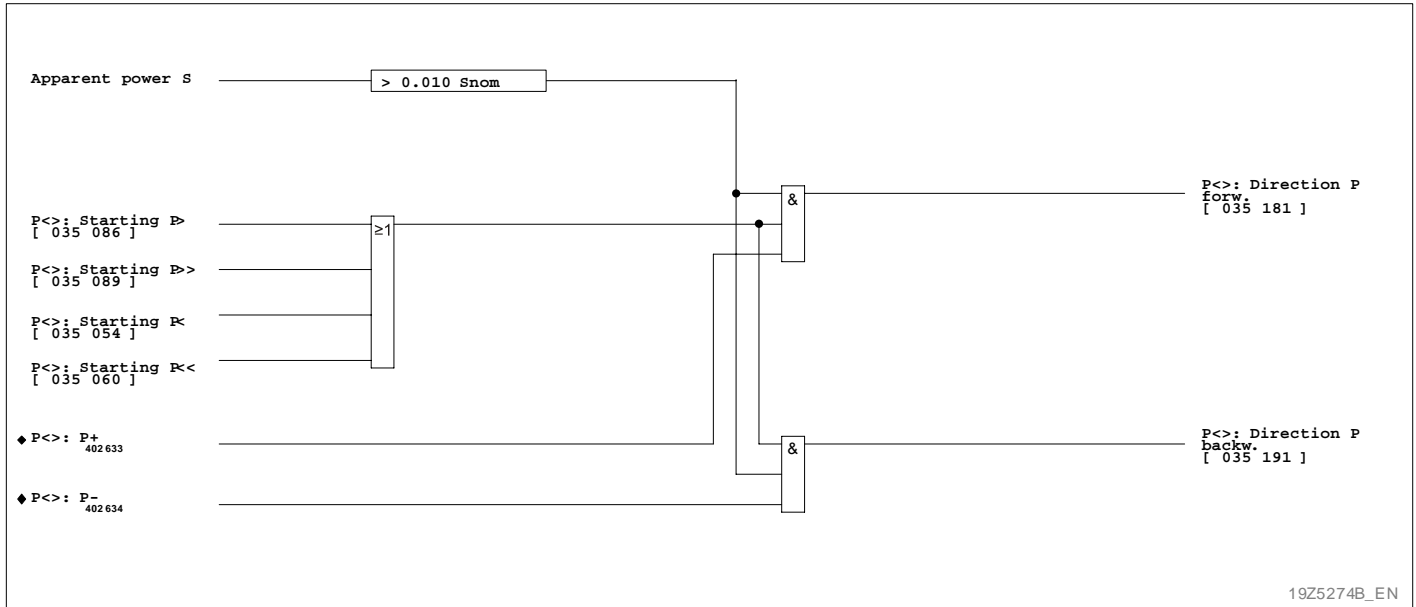 Apparent power S
> 0.010 Snom
P<>: Direction P
forw.
[ 035 181 ]
&
P<>: Starting P>
[ 035 086 ]
≥1
P<>: Starting P>>
[ 035 089 ]
P<>: Starting P<
[ 035 054 ]
P<>: Starting P<<
[ 035 060 ]
◆ P<>: P+
402 633
&
P<>: Direction P
backw.
[ 035 191 ]
◆ P<>: P-
402 634
19Z5274B_EN